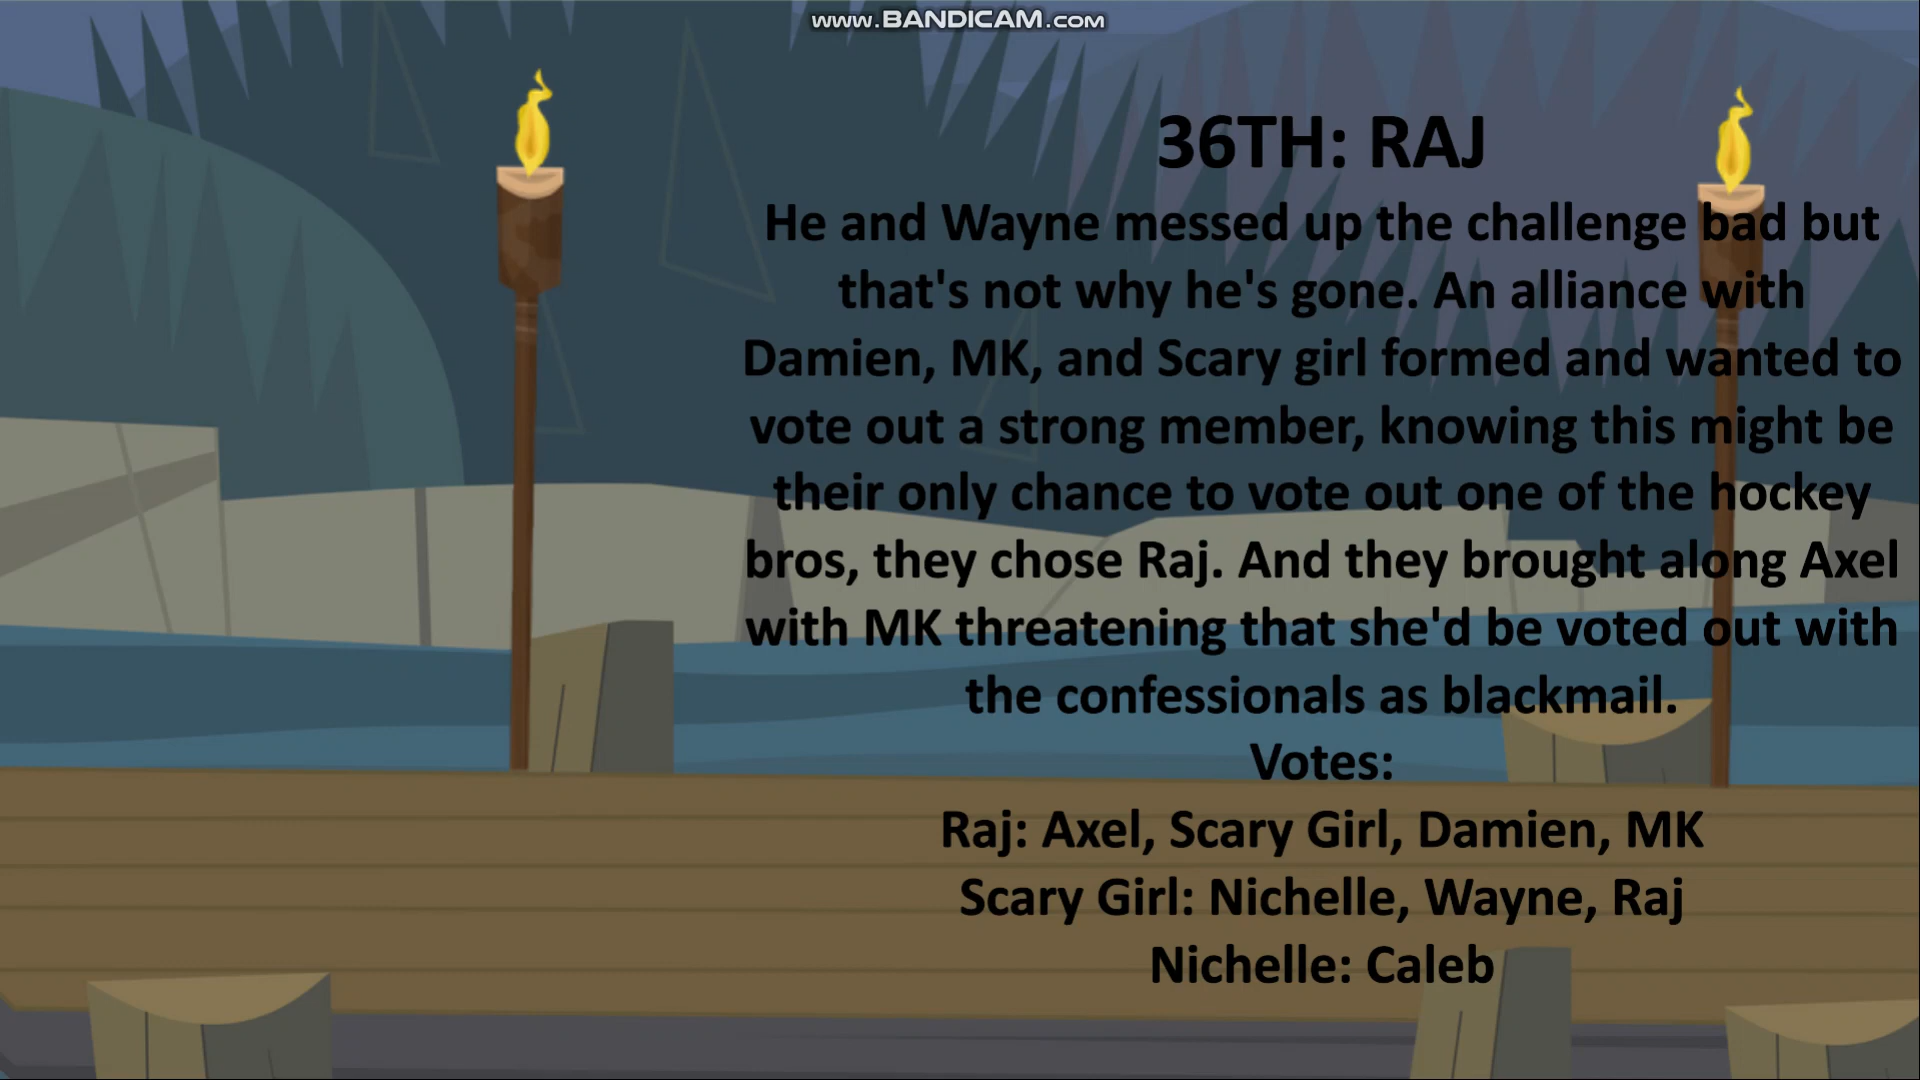 www.BANDICAM.com
36TH: RAJ
He and Wayne messed up the challenge bad but
that's not why he's gone. An alliance with
Damien, MK, and Scary girl formed and wanted to
vote out a strong member, knowing this might be
their only chance to vote out one of the hockey
bros, they chose Raj. And they brought along Axel
with MK threatening that she'd be voted out with
the confessionals as blackmail.
Votes:
Raj: Axel, Scary Girl, Damien, MK
Scary Girl: Nichelle, Wayne, Raj
Nichelle: Caleb